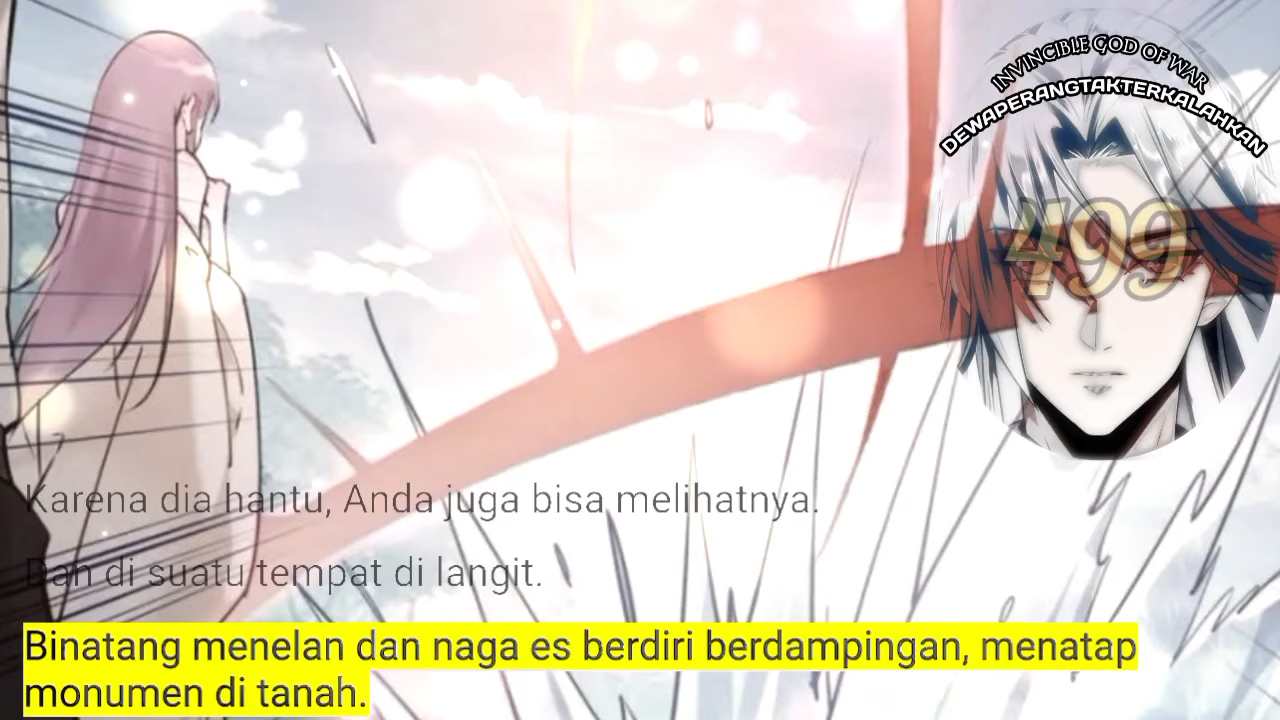 INVINCIBLE GOD OF WAR
DEWAPERANGTAKTERKALAHKAN
499
Karena dia hantu, Anda juga bisa melihatnya.
Dan di suatu tempat di langit.
Binatang menelan dan naga es berdiri berdampingan, menatap
monumen di tanah.